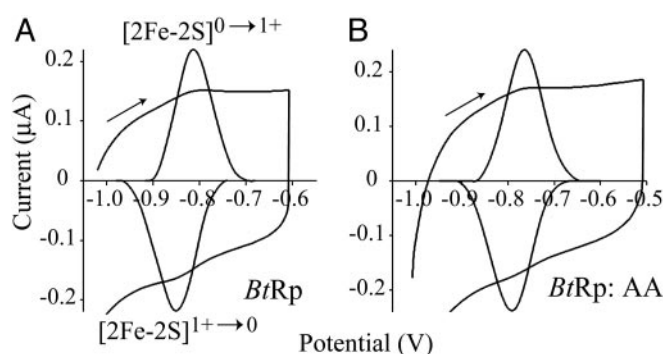 A
[2Fe-2S]0→1+
B
Current (μA)
0.2
0.1
0
-0.1
-0.2
-1.0 -0.9 -0.8 -0.7 -0.6
-1.0 -0.9 -0.8 -0.7 -0.6 -0.5
0.2
0.1
0
-0.1
-0.2
BtRp
BtRp: AA
[2Fe-2S]1+→0
Potential (V)